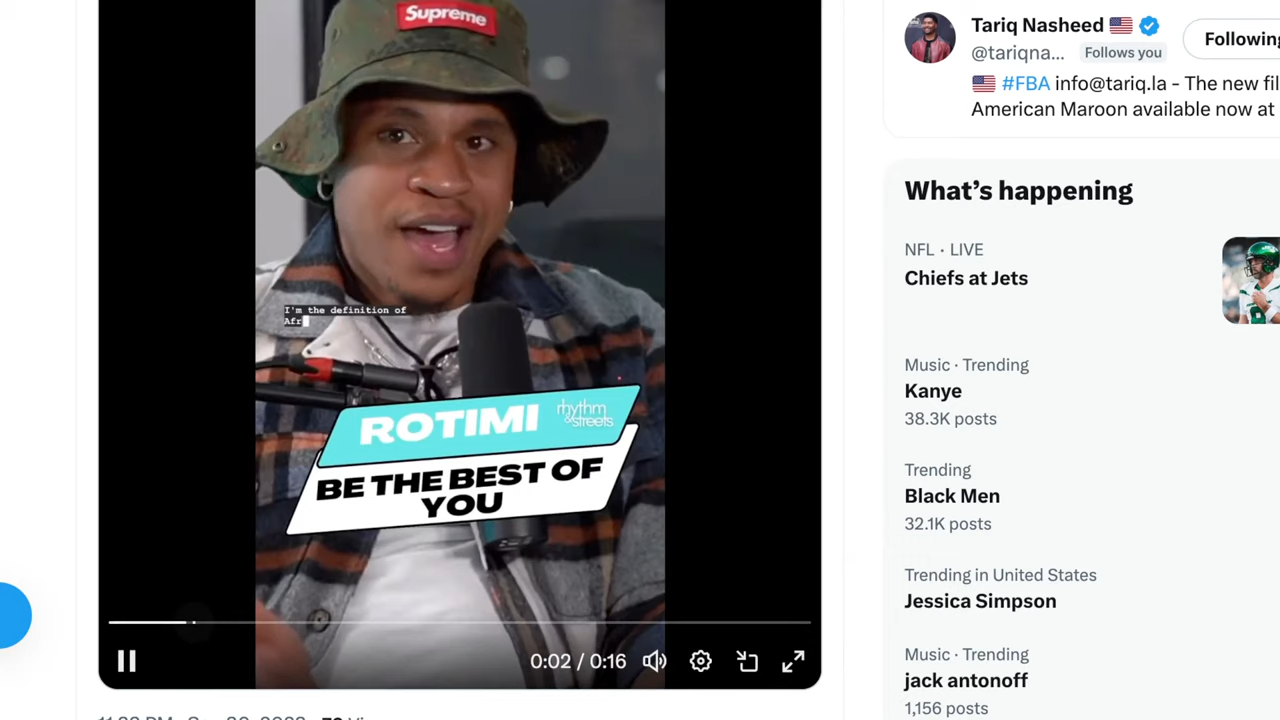 Supreme
I'm the definition of
Afr
ROTIMI
rhythm
&streets
BE THE BEST OF
YOU
0:02 / 0:16
Tariq Nasheed
@tariqna...
Follows you
Following
#FBA info@tariq.la - The new fil
American Maroon available now at
What's happening
NFL · LIVE
Chiefs at Jets
Music · Trending
Kanye
38.3K posts
Trending
Black Men
32.1K posts
Trending in United States
Jessica Simpson
Music · Trending
jack antonoff
1,156 posts